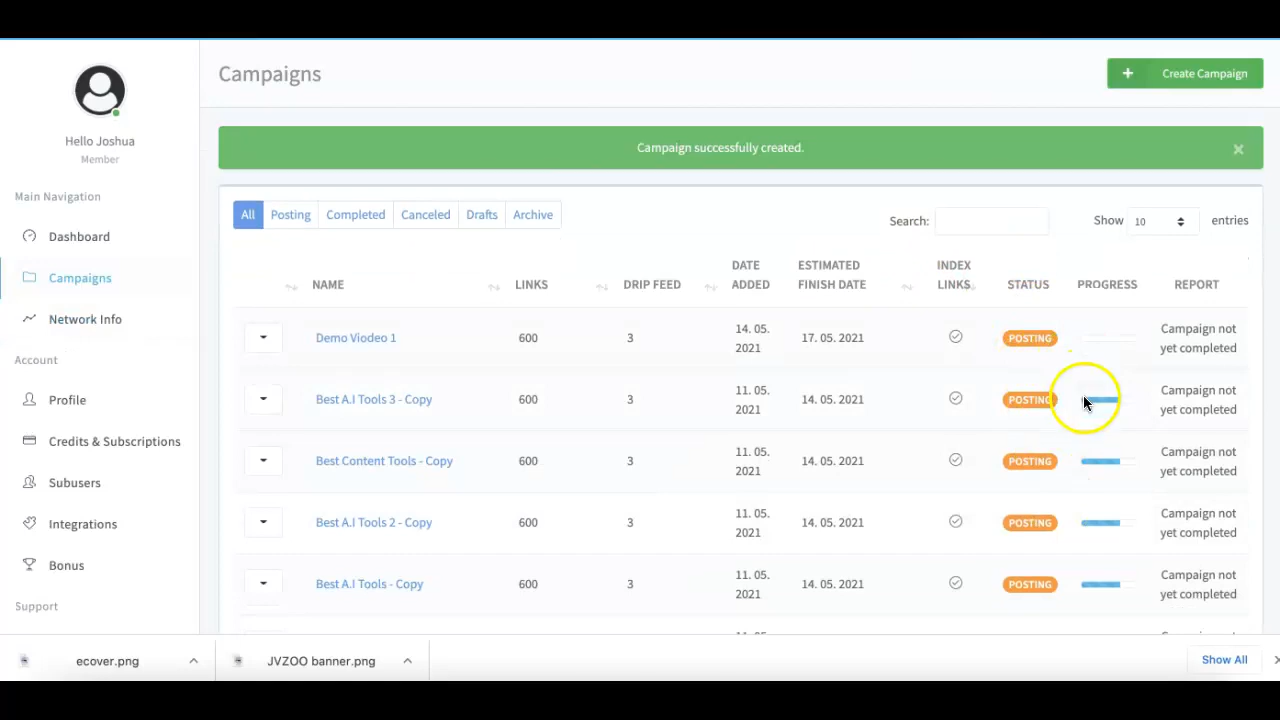 Campaigns
+ Create Campaign
Hello Joshua
Member
Campaign successfully created.
×
Main Navigation
Dashboard
Campaigns
Network Info
Account
Profile
Credits & Subscriptions
Subusers
Integrations
Bonus
Support
All Posting Completed Canceled Drafts Archive
Search:
Show 10 entries
NAME LINKS DRIP FEED DATE ADDED ESTIMATED FINISH DATE INDEX LINKS STATUS PROGRESS REPORT
Demo Viodeo 1 600 3 14. 05. 2021 17. 05. 2021 POSTING Campaign not yet completed
Best A.I Tools 3 - Copy 600 3 11. 05. 2021 14. 05. 2021 POSTING Campaign not yet completed
Best Content Tools - Copy 600 3 11. 05. 2021 14. 05. 2021 POSTING Campaign not yet completed
Best A.I Tools 2 - Copy 600 3 11. 05. 2021 14. 05. 2021 POSTING Campaign not yet completed
Best A.I Tools - Copy 600 3 11. 05. 2021 14. 05. 2021 POSTING Campaign not yet completed
ecover.png
JVZOO banner.png
Show All
×